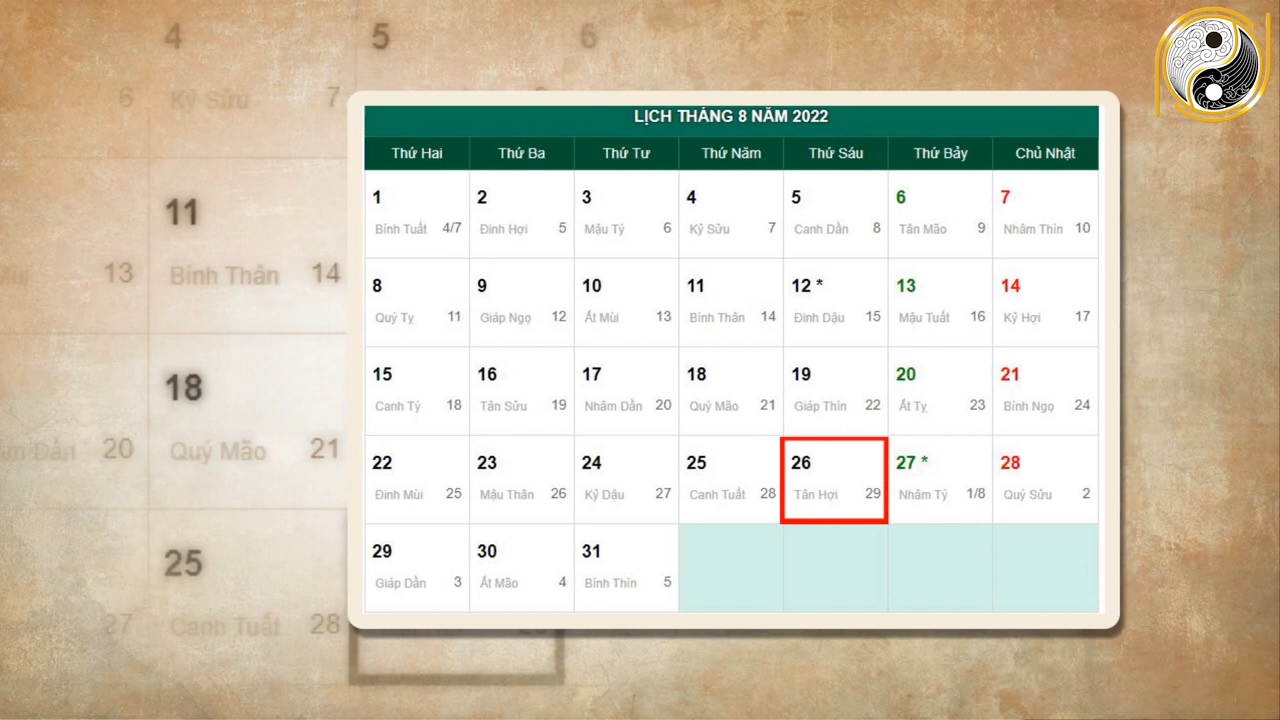 4 5 6
6 Kỷ Sửu 7
11
13 Bính Thân 14
18
20 Quý Mão 21
25
27 Canh Tuất 28
LỊCH THÁNG 8 NĂM 2022
Thứ Hai Thứ Ba Thứ Tư Thứ Năm Thứ Sáu Thứ Bảy Chủ Nhật
1 2 3 4 5 6 7
Bính Tuất 4/7 Đinh Hợi 5 Mậu Tý 6 Kỷ Sửu 7 Canh Dần 8 Tân Mão 9 Nhâm Thìn 10
8 9 10 11 12 * 13 14
Quý Tỵ 11 Giáp Ngọ 12 Ất Mùi 13 Bính Thân 14 Đinh Dậu 15 Mậu Tuất 16 Kỷ Hợi 17
15 16 17 18 19 20 21
Canh Tý 18 Tân Sửu 19 Nhâm Dần 20 Quý Mão 21 Giáp Thìn 22 Ất Tỵ 23 Bính Ngọ 24
22 23 24 25 26 27 * 28
Đinh Mùi 25 Mậu Thân 26 Kỷ Dậu 27 Canh Tuất 28 Tân Hợi 29 Nhâm Tý 1/8 Quý Sửu 2
29 30 31
Giáp Dần 3 Ất Mão 4 Bính Thìn 5